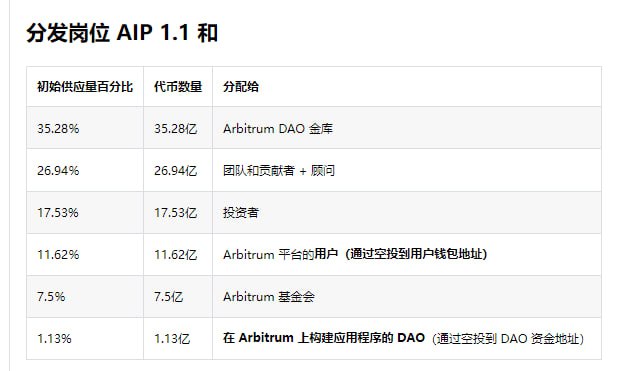 分发岗位 AIP 1.1 和
初始供应量百分比 代币数量 分配给
35.28% 35.28亿 Arbitrum DAO 金库
26.94% 26.94亿 团队和贡献者 + 顾问
17.53% 17.53亿 投资者
11.62% 11.62亿 Arbitrum 平台的用户（通过空投到用户钱包地址）
7.5% 7.5亿 Arbitrum 基金会
1.13% 1.13亿 在 Arbitrum 上构建应用程序的 DAO（通过空投到 DAO 资金地址）